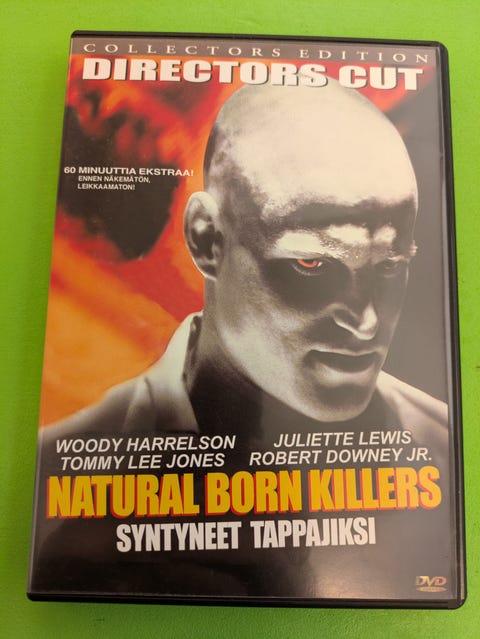 COLLECTORS EDITION
DIRECTORS CUT
60 MINUUTTIA EKSTRAA!
ENNEN NÄKEMÄTÖN,
LEIKKAAMATON!
WOODY HARRELSON JULIETTE LEWIS
TOMMY LEE JONES ROBERT DOWNEY JR.
NATURAL BORN KILLERS
SYNTYNEET TAPPAJIKSI
DVD